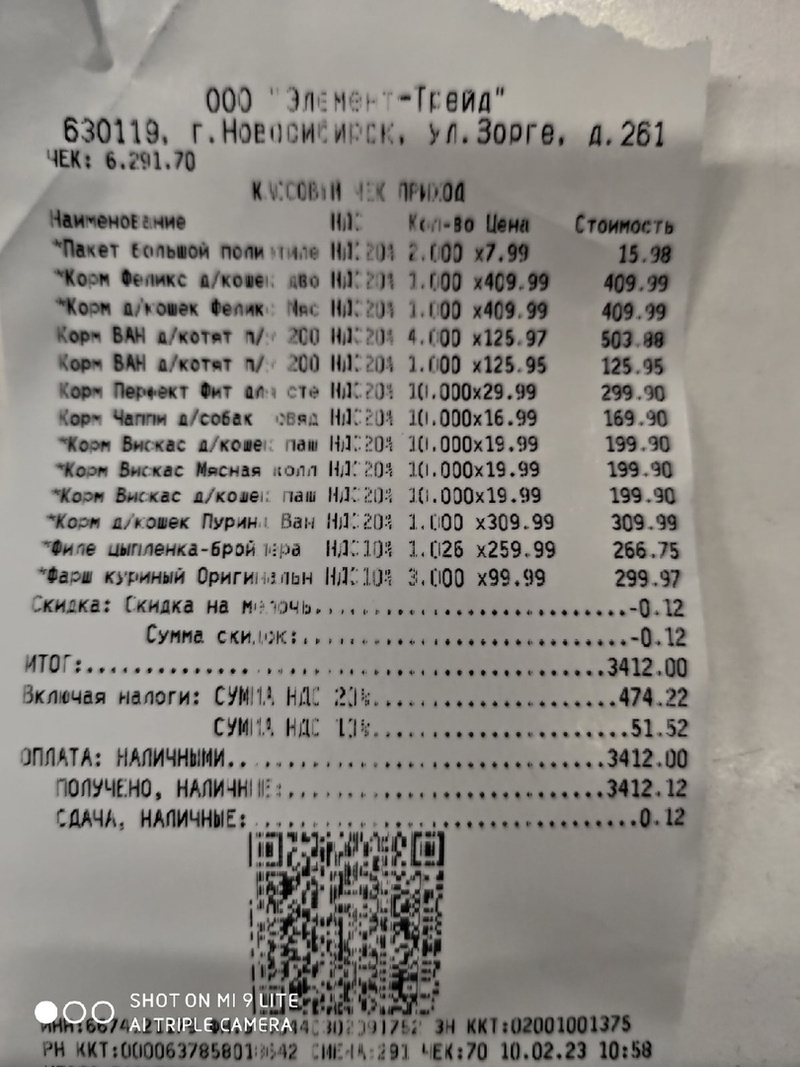 ООО "Элемент-Трейд"
630119, г.Новосибирск, ул.Зорге, д.261
ЧЕК: 6.291.70
КАССОВЫЙ ЧЕК ПРИХОД
Наименование НДС Кол-во Цена Стоимость
*Пакет большой полиэтиле НДС20% 2.000 x7.99 15.98
*Корм Феликс д/кошек дво НДС20% 1.000 x409.99 409.99
*Корм д/кошек Феликс Мяс НДС20% 1.000 x409.99 409.99
Корм ВАН д/котят п/ 200 НДС20% 4.000 x125.97 503.88
Корм ВАН д/котят п/ 200 НДС20% 1.000 x125.95 125.95
Корм Перфект Фит для сте НДС20% 10.000x29.99 299.90
Корм Чаппи д/собак говяд НДС20% 10.000x16.99 169.90
*Корм Вискас д/кошек паш НДС20% 10.000x19.99 199.90
*Корм Вискас Мясная колл НДС20% 10.000x19.99 199.90
*Корм Вискас д/кошек паш НДС20% 10.000x19.99 199.90
*Корм д/кошек Пурина Ван НДС20% 1.000 x309.99 309.99
*Филе цыпленка-бройлера НДС10% 1.026 x259.99 266.75
*Фарш куриный Оригинальн НДС10% 3.000 x99.99 299.97
Скидка: Скидка на мелочь.............................-0.12
Сумма скидок:.............................-0.12
ИТОГ:.............................3412.00
Включая налоги: СУММА НДС 20%.....................474.22
СУММА НДС 10%.....................51.52
ОПЛАТА: НАЛИЧНЫМИ.............................3412.00
ПОЛУЧЕНО, НАЛИЧНЫЕ:.....................3412.12
СДАЧА, НАЛИЧНЫЕ:.............................0.12
SHOT ON MI 9 LITE
AI TRIPLE CAMERA
ЗН ККТ:02001001375
РН ККТ: СМЕНА:291 ЧЕК:70 10.02.23 10:58